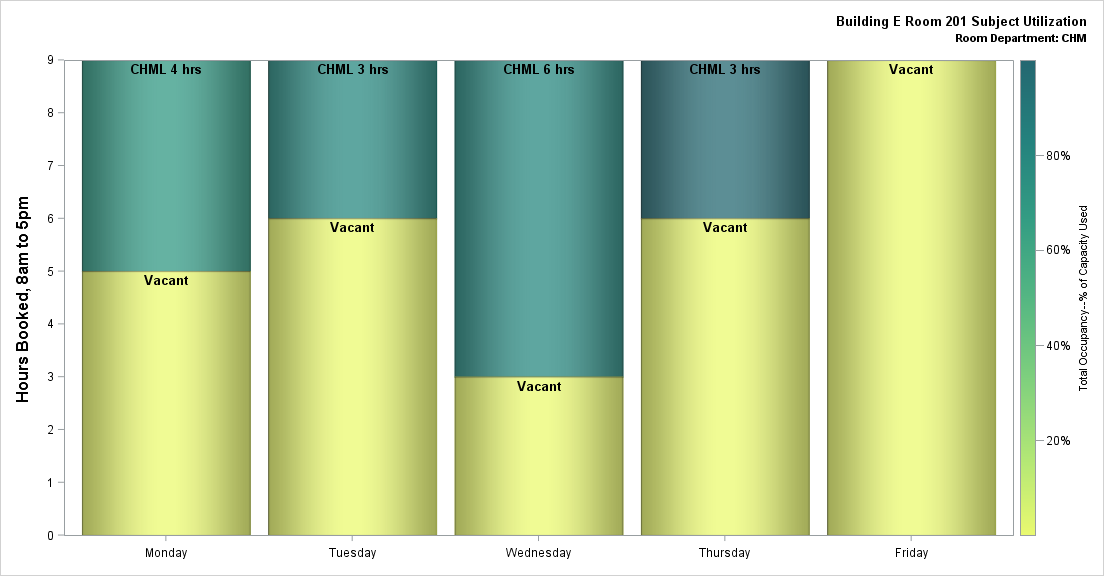 Building E Room 201 Subject Utilization
Room Department: CHM
Hours Booked, 8am to 5pm
9
8
7
6
5
4
3
2
1
0
CHML 4 hrs
Vacant
CHML 3 hrs
Vacant
CHML 6 hrs
Vacant
CHML 3 hrs
Vacant
Vacant
Monday
Tuesday
Wednesday
Thursday
Friday
80%
60%
40%
20%
Total Occupancy--% of Capacity Used